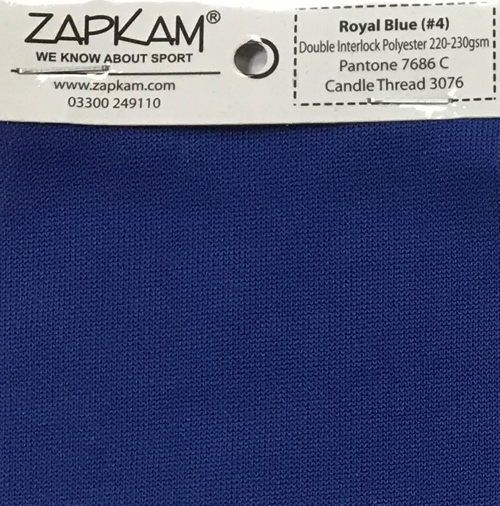 ZAPKAM®
WE KNOW ABOUT SPORT
www.zapkam.com
03300 249110
Royal Blue (#4)
Double Interlock Polyester 220-230gsm
Pantone 7686 C
Candle Thread 3076